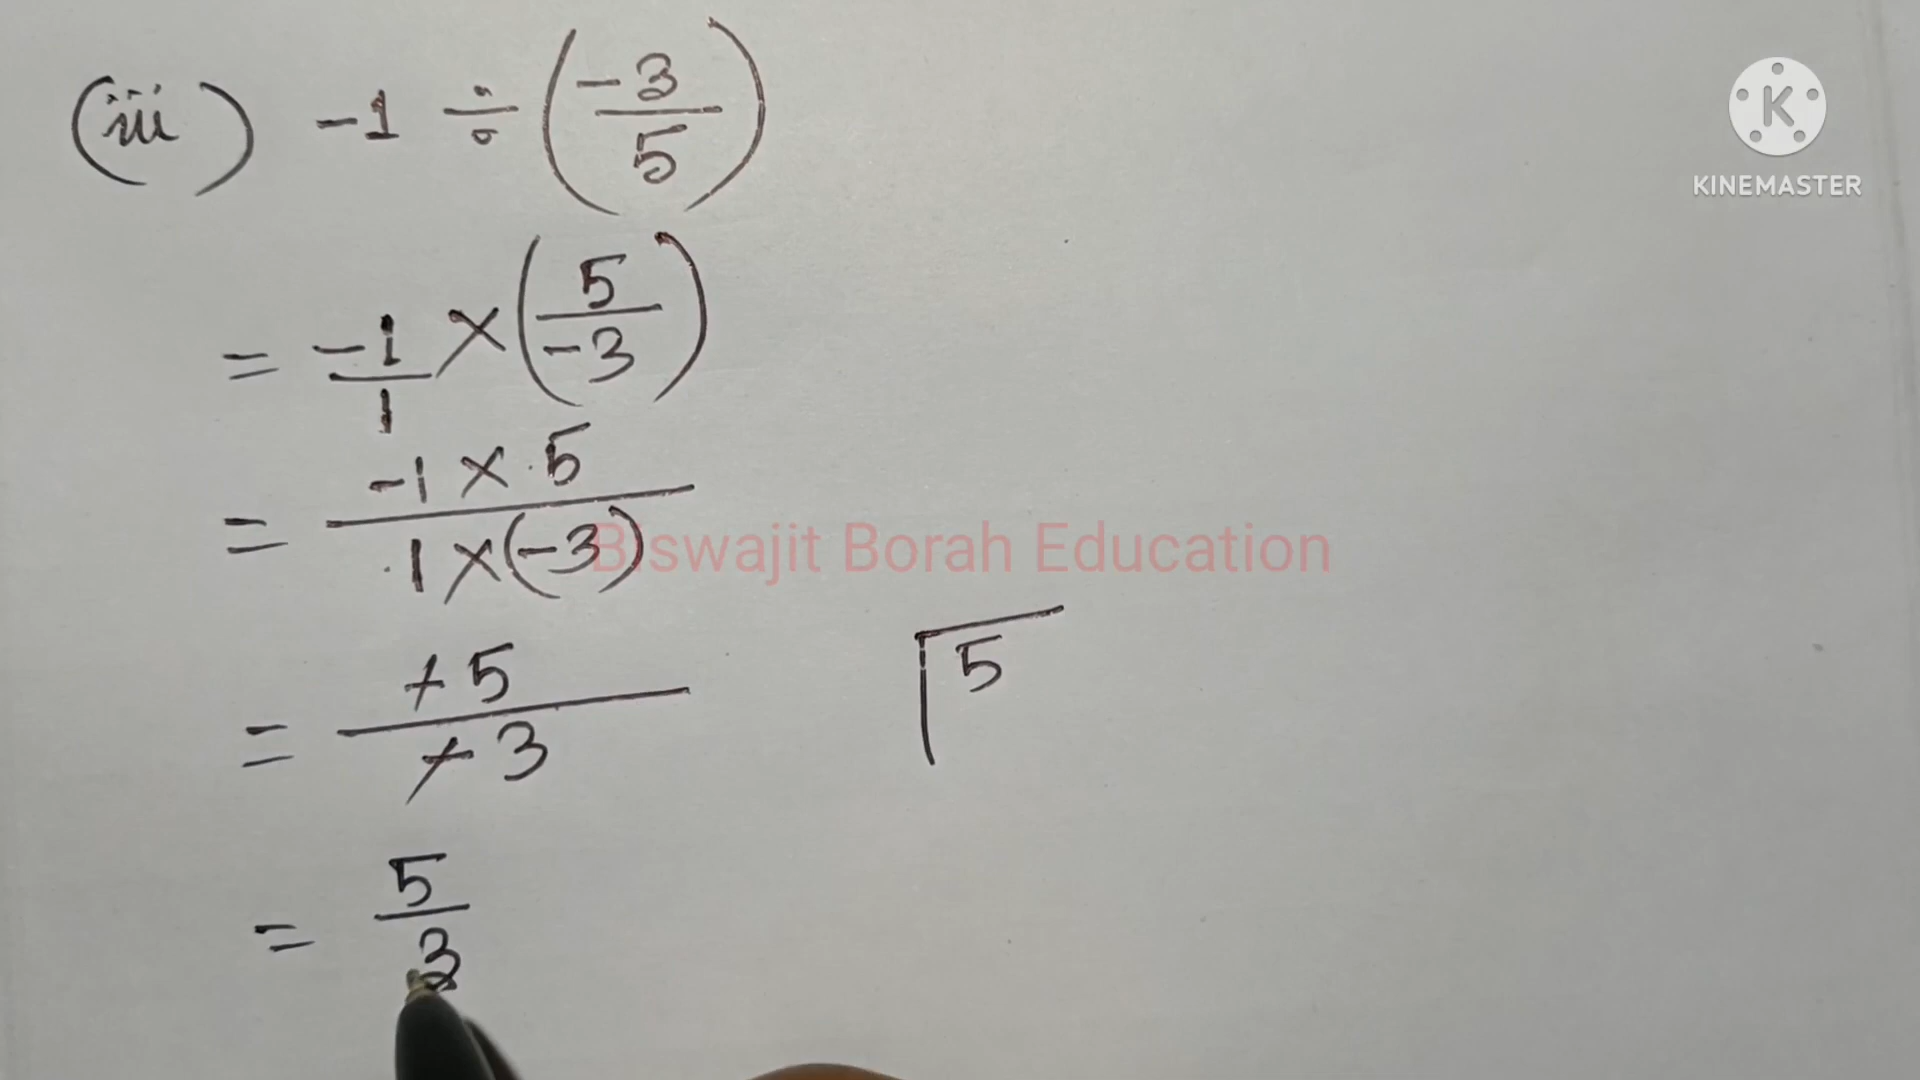 (iii) -1 ÷ (-3/5)
= -1/1 × (5/-3)
= -1 × 5 / 1 × (-3)
= +5 / +3
5
= 5/3
KINEMASTER
Biswajit Borah Education